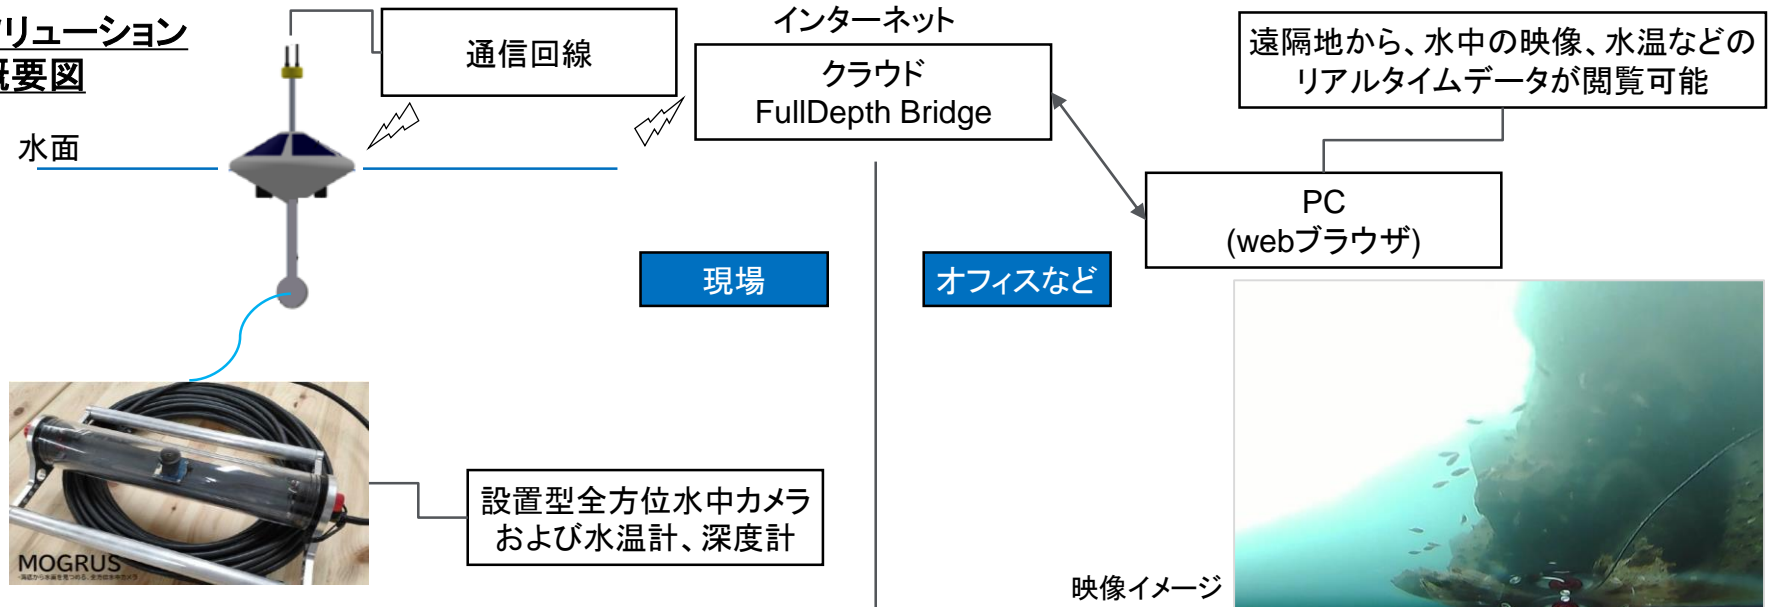 リューション
概要図
通信回線
インターネット
クラウド
FullDepth Bridge
遠隔地から、水中の映像、水温などの
リアルタイムデータが閲覧可能
水面
PC
(webブラウザ)
現場
オフィスなど
設置型全方位水中カメラ
および水温計、深度計
MOGRUS
映像イメージ